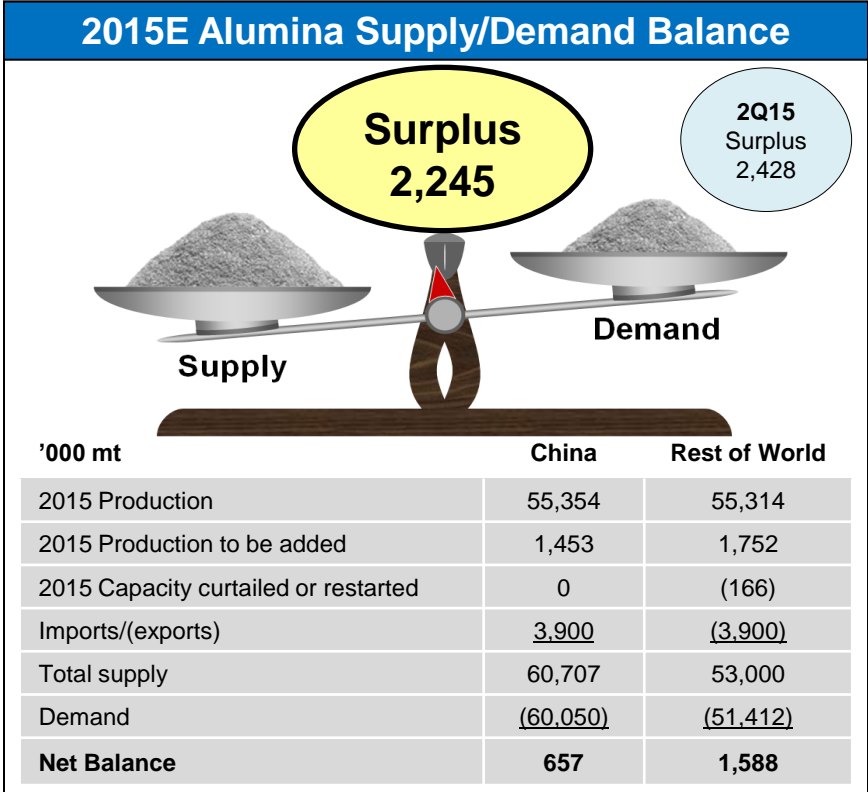 2015E Alumina Supply/Demand Balance
Surplus
2,245
2Q15
Surplus
2,428
Supply
Demand
’000 mt China Rest of World
2015 Production 55,354 55,314
2015 Production to be added 1,453 1,752
2015 Capacity curtailed or restarted 0 (166)
Imports/(exports) 3,900 (3,900)
Total supply 60,707 53,000
Demand (60,050) (51,412)
Net Balance 657 1,588